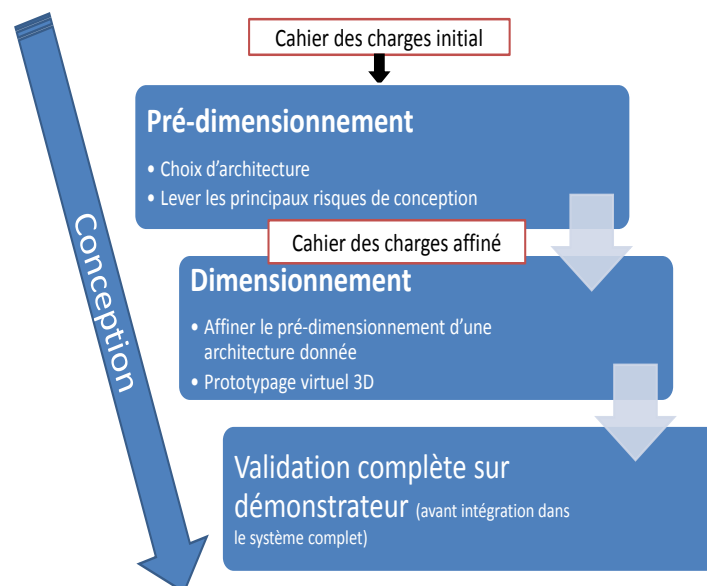 Cahier des charges initial
Pré-dimensionnement
• Choix d'architecture
• Lever les principaux risques de conception
Cahier des charges affiné
Dimensionnement
• Affiner le pré-dimensionnement d'une
architecture donnée
• Prototypage virtuel 3D
Validation complète sur
démonstrateur (avant intégration dans
le système complet)
Conception